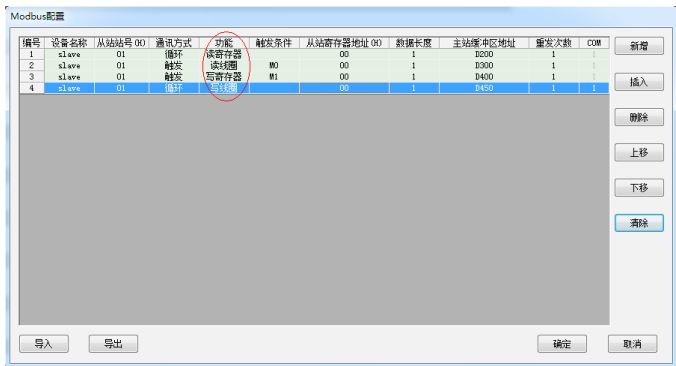 Modbus配置
编号 设备名称 从站站号(H) 通讯方式 功能 触发条件 从站寄存器地址(H) 数据长度 主站缓冲区地址 重发次数 COM
1 slave 01 循环 读寄存器 00 1 D200 1 1
2 slave 01 触发 读线圈 M0 00 1 D300 1 1
3 slave 01 触发 写寄存器 M1 00 1 D400 1 1
4 slave 01 循环 写线圈 00 1 D450 1 1
新增
插入
删除
上移
下移
清除
导入 导出 确定 取消